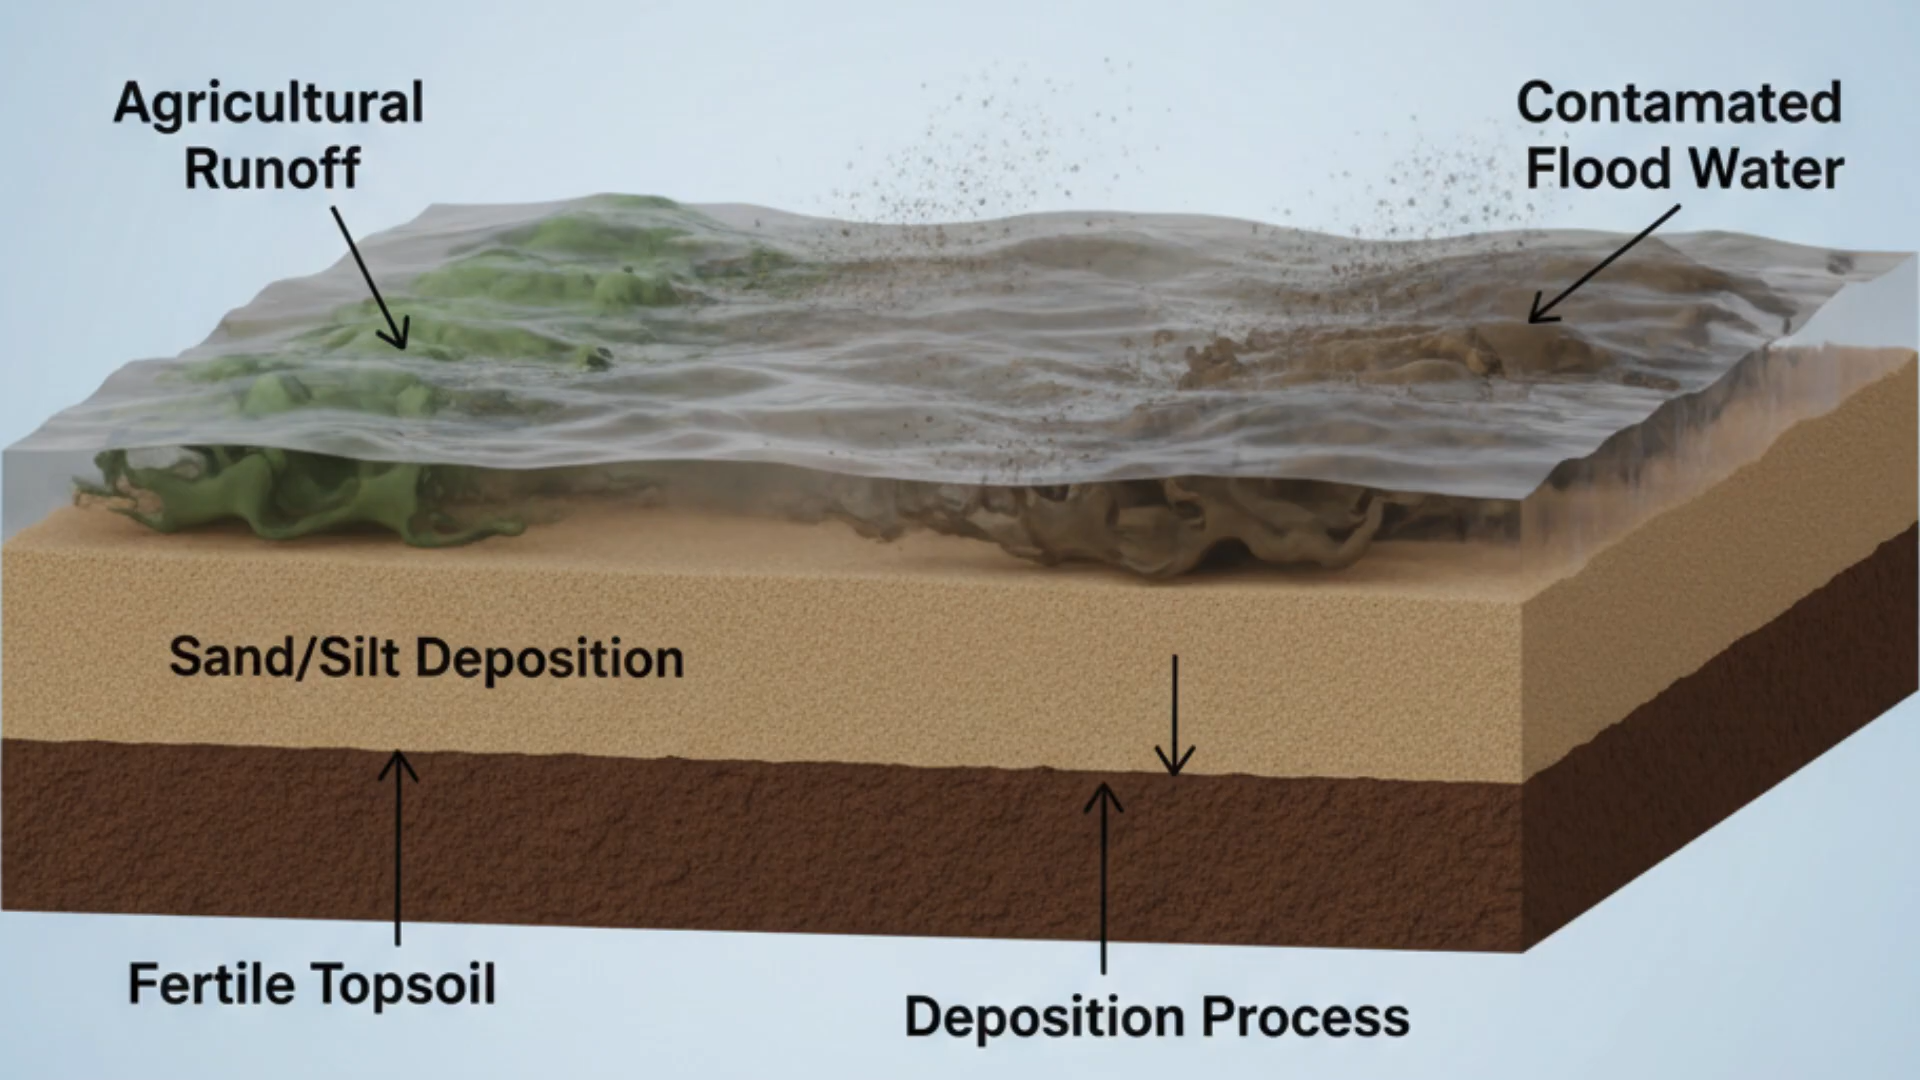 Agricultural
Runoff
Contamated
Flood Water
Sand/Silt Deposition
Fertile Topsoil
Deposition Process